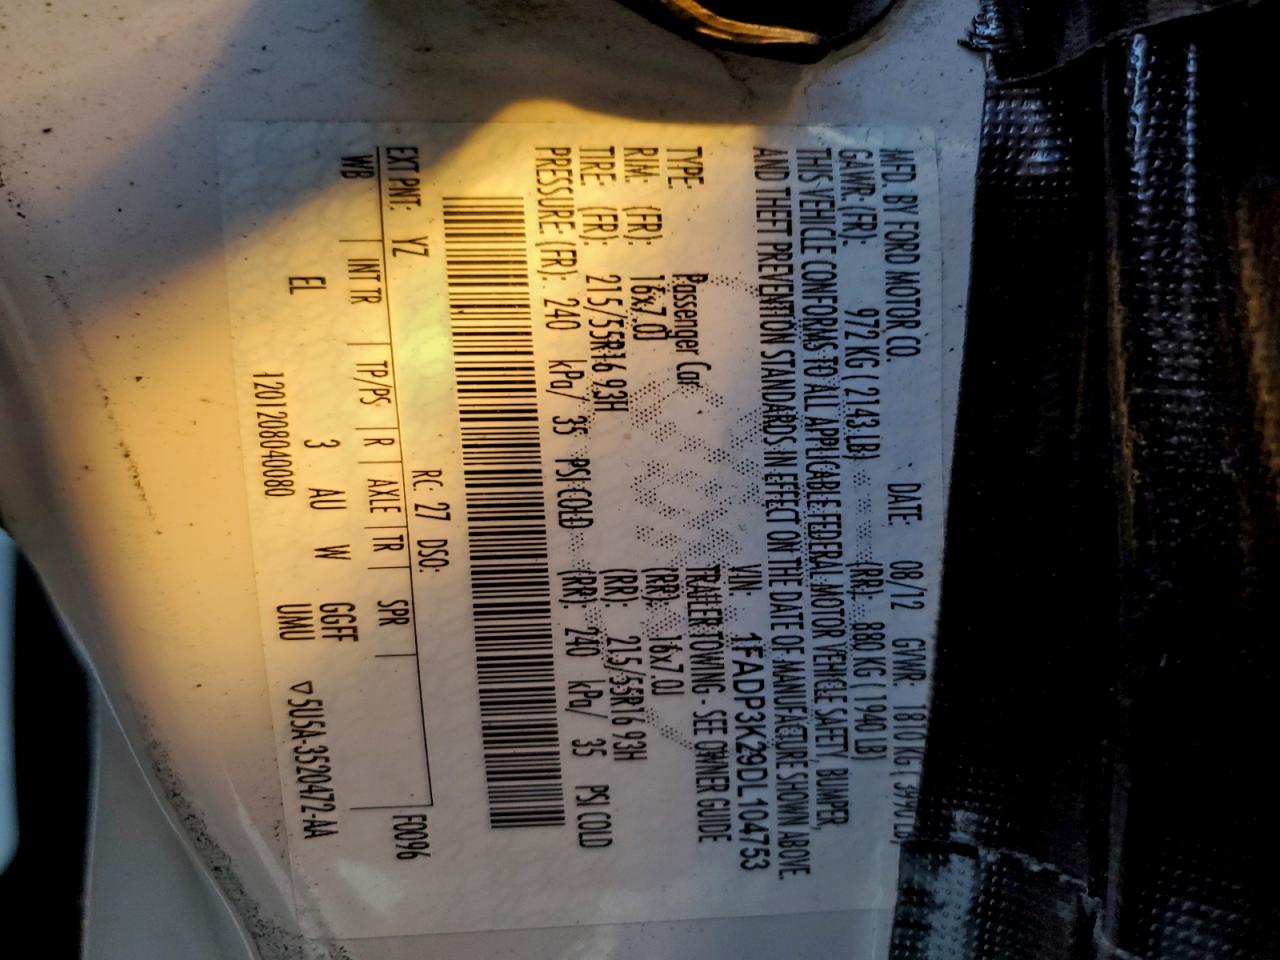 MFD. BY FORD MOTOR CO. DATE: 08/12 GVWR: 1810 KG ( 3990 LB)
GAWR: (FR): 972 KG ( 2143 LB) (RR): 880 KG ( 1940 LB)
THIS VEHICLE CONFORMS TO ALL APPLICABLE FEDERAL MOTOR VEHICLE SAFETY, BUMPER,
AND THEFT PREVENTION STANDARDS IN EFFECT ON THE DATE OF MANUFACTURE SHOWN ABOVE.
VIN: 1FADP3K29DL104753
TYPE: Passenger Car TRAILER TOWING - SEE OWNER GUIDE
RIM: (FR): 16x7.0J (RR): 16x7.0J
TIRE: (FR): 215/55R16 93H (RR): 215/55R16 93H
PRESSURE: (FR): 240 kPa/ 35 PSI COLD (RR): 240 kPa/ 35 PSI COLD
EXT PNT: YZ RC: 27 DSO: F0096
WB INT TR TP/PS R AXLE TR SPR
EL 3 AU W GGFF
UMU
1201208040080 ▽5U5A-3520472-AA